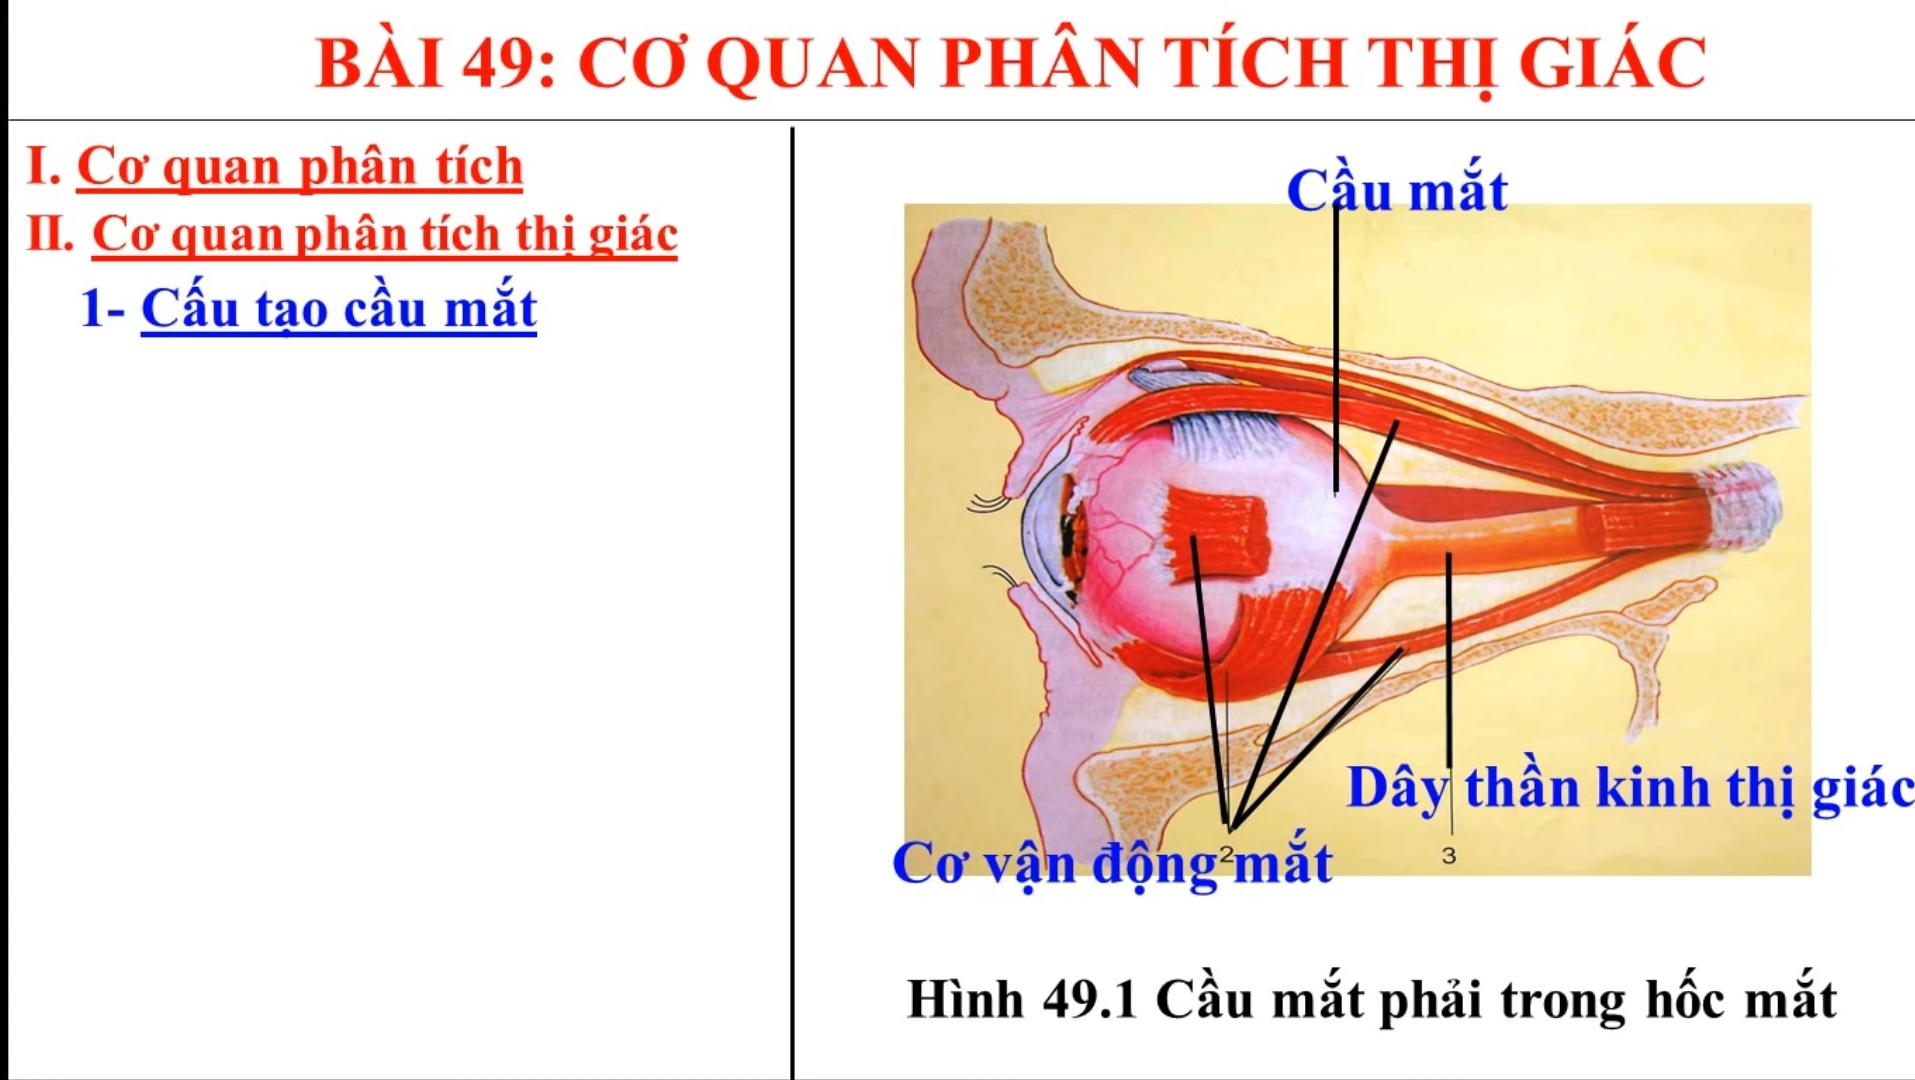 BÀI 49: CƠ QUAN PHÂN TÍCH THỊ GIÁC
I. Cơ quan phân tích
II. Cơ quan phân tích thị giác
1- Cấu tạo cầu mắt
Cầu mắt
Dây thần kinh thị giác
Cơ vận động mắt
2
3
Hình 49.1 Cầu mắt phải trong hốc mắt